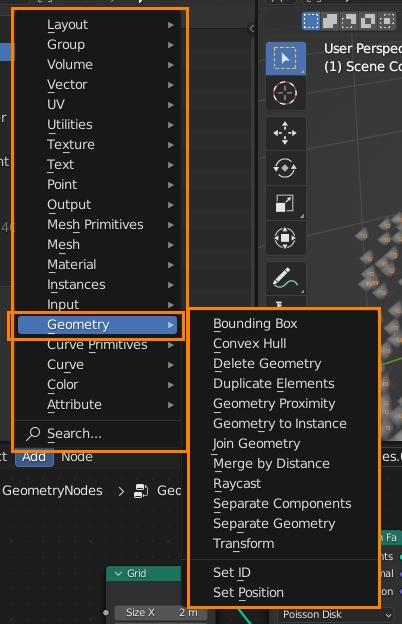 User Perspe
(1) Scene Co
Layout
Group
Volume
Vector
UV
Utilities
Texture
Text
Point
Output
Mesh Primitives
Mesh
Material
Instances
Input
Geometry
Curve Primitives
Curve
Color
Attribute
Search...
Bounding Box
Convex Hull
Delete Geometry
Duplicate Elements
Geometry Proximity
Geometry to Instance
Join Geometry
Merge by Distance
Raycast
Separate Components
Separate Geometry
Transform
Set ID
Set Position
Add Node
GeometryNodes > Geo
Grid
Size X 2 m
Poisson Disk